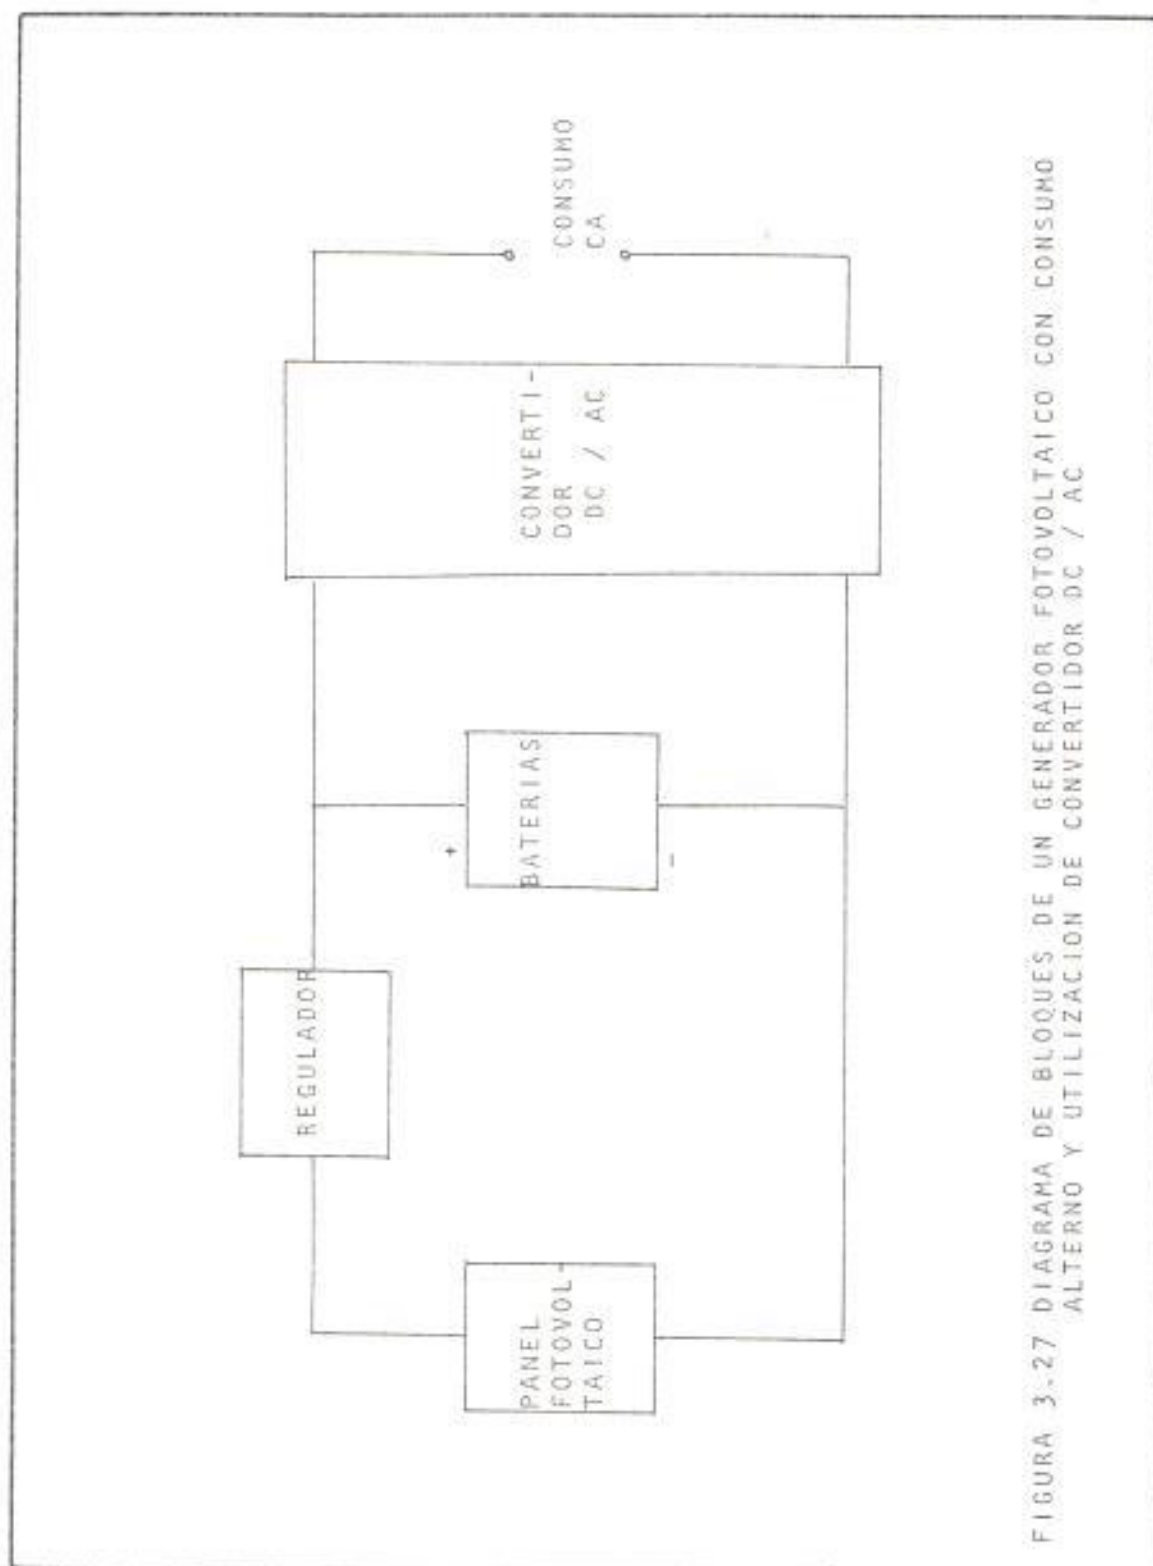 PANEL
FOTOVOL-
TAICO
REGULADOR
+
BATERIAS
-
CONVERTI-
DOR
DC / AC
CONSUMO
CA
FIGURA 3.27 DIAGRAMA DE BLOQUES DE UN GENERADOR FOTOVOLTAICO CON CONSUMO
ALTERNO Y UTILIZACION DE CONVERTIDOR DC / AC